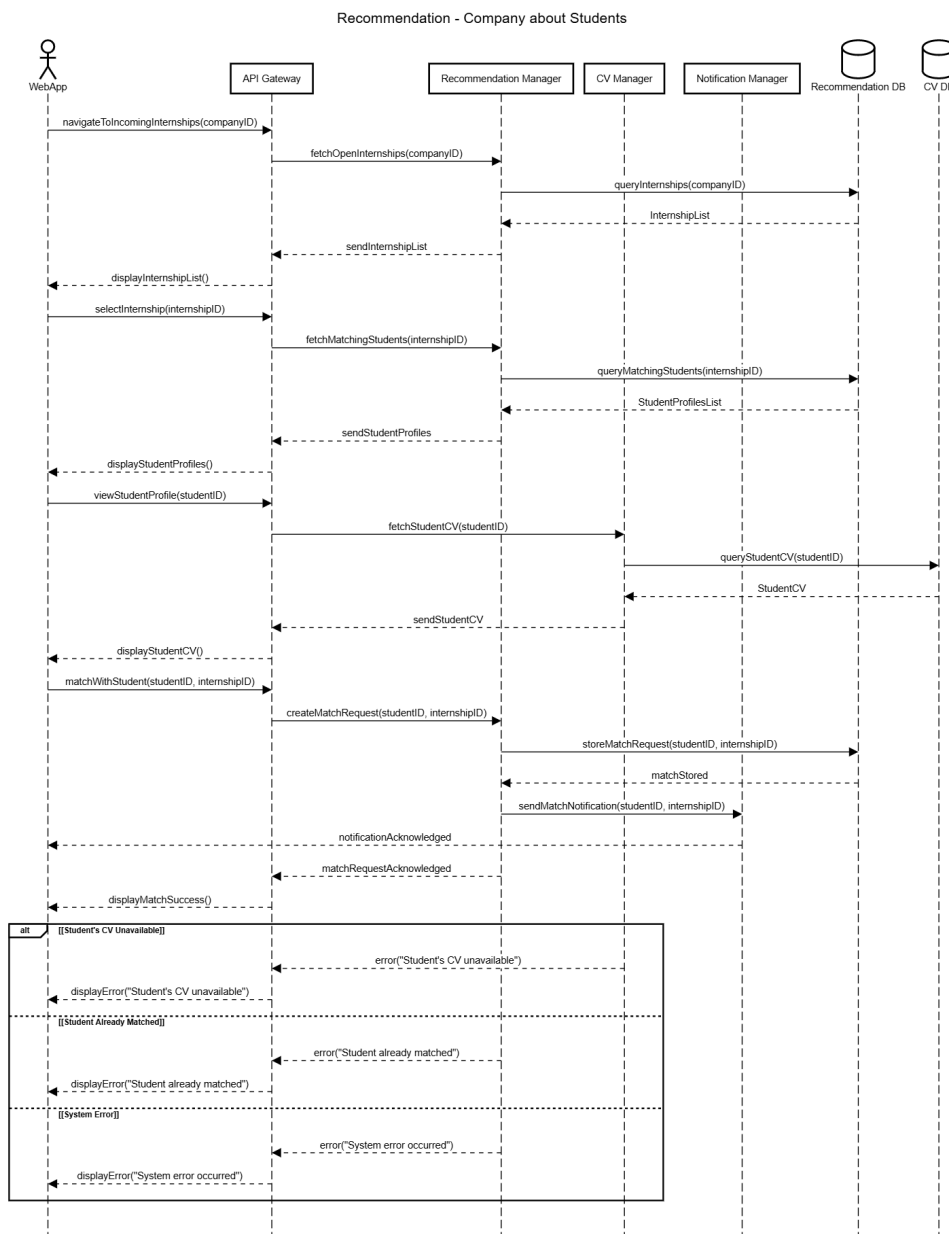 Recommendation - Company about Students
WebApp
API Gateway
Recommendation Manager
CV Manager
Notification Manager
Recommendation DB
CV D
navigateToIncomingInternships(companyID)
fetchOpenInternships(companyID)
queryInternships(companyID)
InternshipList
sendInternshipList
displayInternshipList()
selectInternship(internshipID)
fetchMatchingStudents(internshipID)
queryMatchingStudents(internshipID)
StudentProfilesList
sendStudentProfiles
displayStudentProfiles()
viewStudentProfile(studentID)
fetchStudentCV(studentID)
queryStudentCV(studentID)
StudentCV
sendStudentCV
displayStudentCV()
matchWithStudent(studentID, internshipID)
createMatchRequest(studentID, internshipID)
storeMatchRequest(studentID, internshipID)
matchStored
sendMatchNotification(studentID, internshipID)
notificationAcknowledged
matchRequestAcknowledged
displayMatchSuccess()
alt [[Student's CV Unavailable]]
error("Student's CV unavailable")
displayError("Student's CV unavailable")
[[Student Already Matched]]
error("Student already matched")
displayError("Student already matched")
[[System Error]]
error("System error occurred")
displayError("System error occurred")